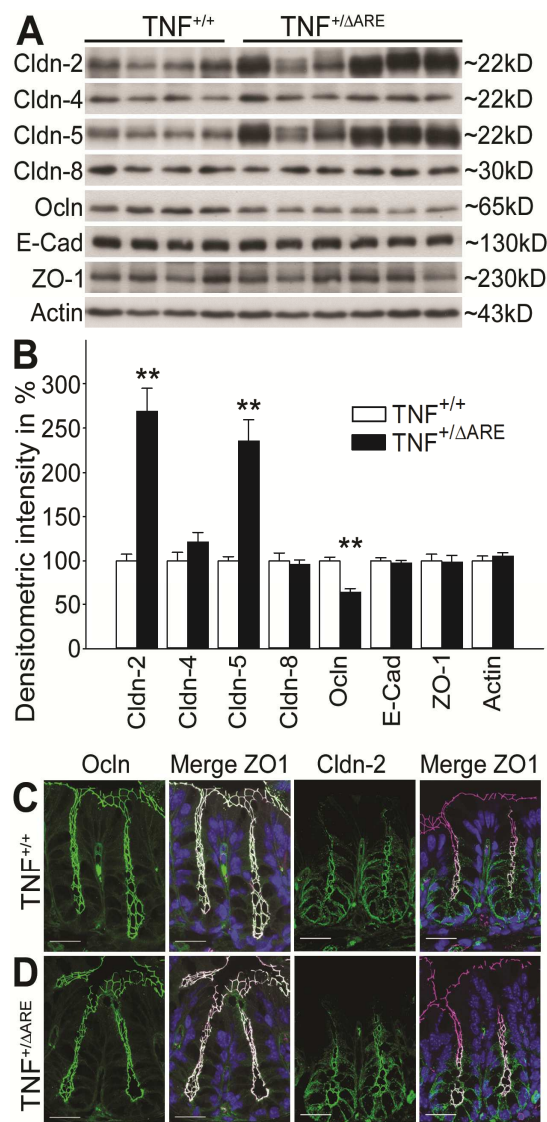 A TNF+/+ TNF+/ΔARE
Cldn-2 ~22kD
Cldn-4 ~22kD
Cldn-5 ~22kD
Cldn-8 ~30kD
Ocln ~65kD
E-Cad ~130kD
ZO-1 ~230kD
Actin ~43kD
B
Densitometric intensity in %
300
250
200
150
100
50
0
** ** **
TNF+/+
TNF+/ΔARE
Cldn-2 Cldn-4 Cldn-5 Cldn-8 Ocln E-Cad ZO-1 Actin
Ocln Merge ZO1 Cldn-2 Merge ZO1
C
TNF+/+
D
TNF+/ΔARE